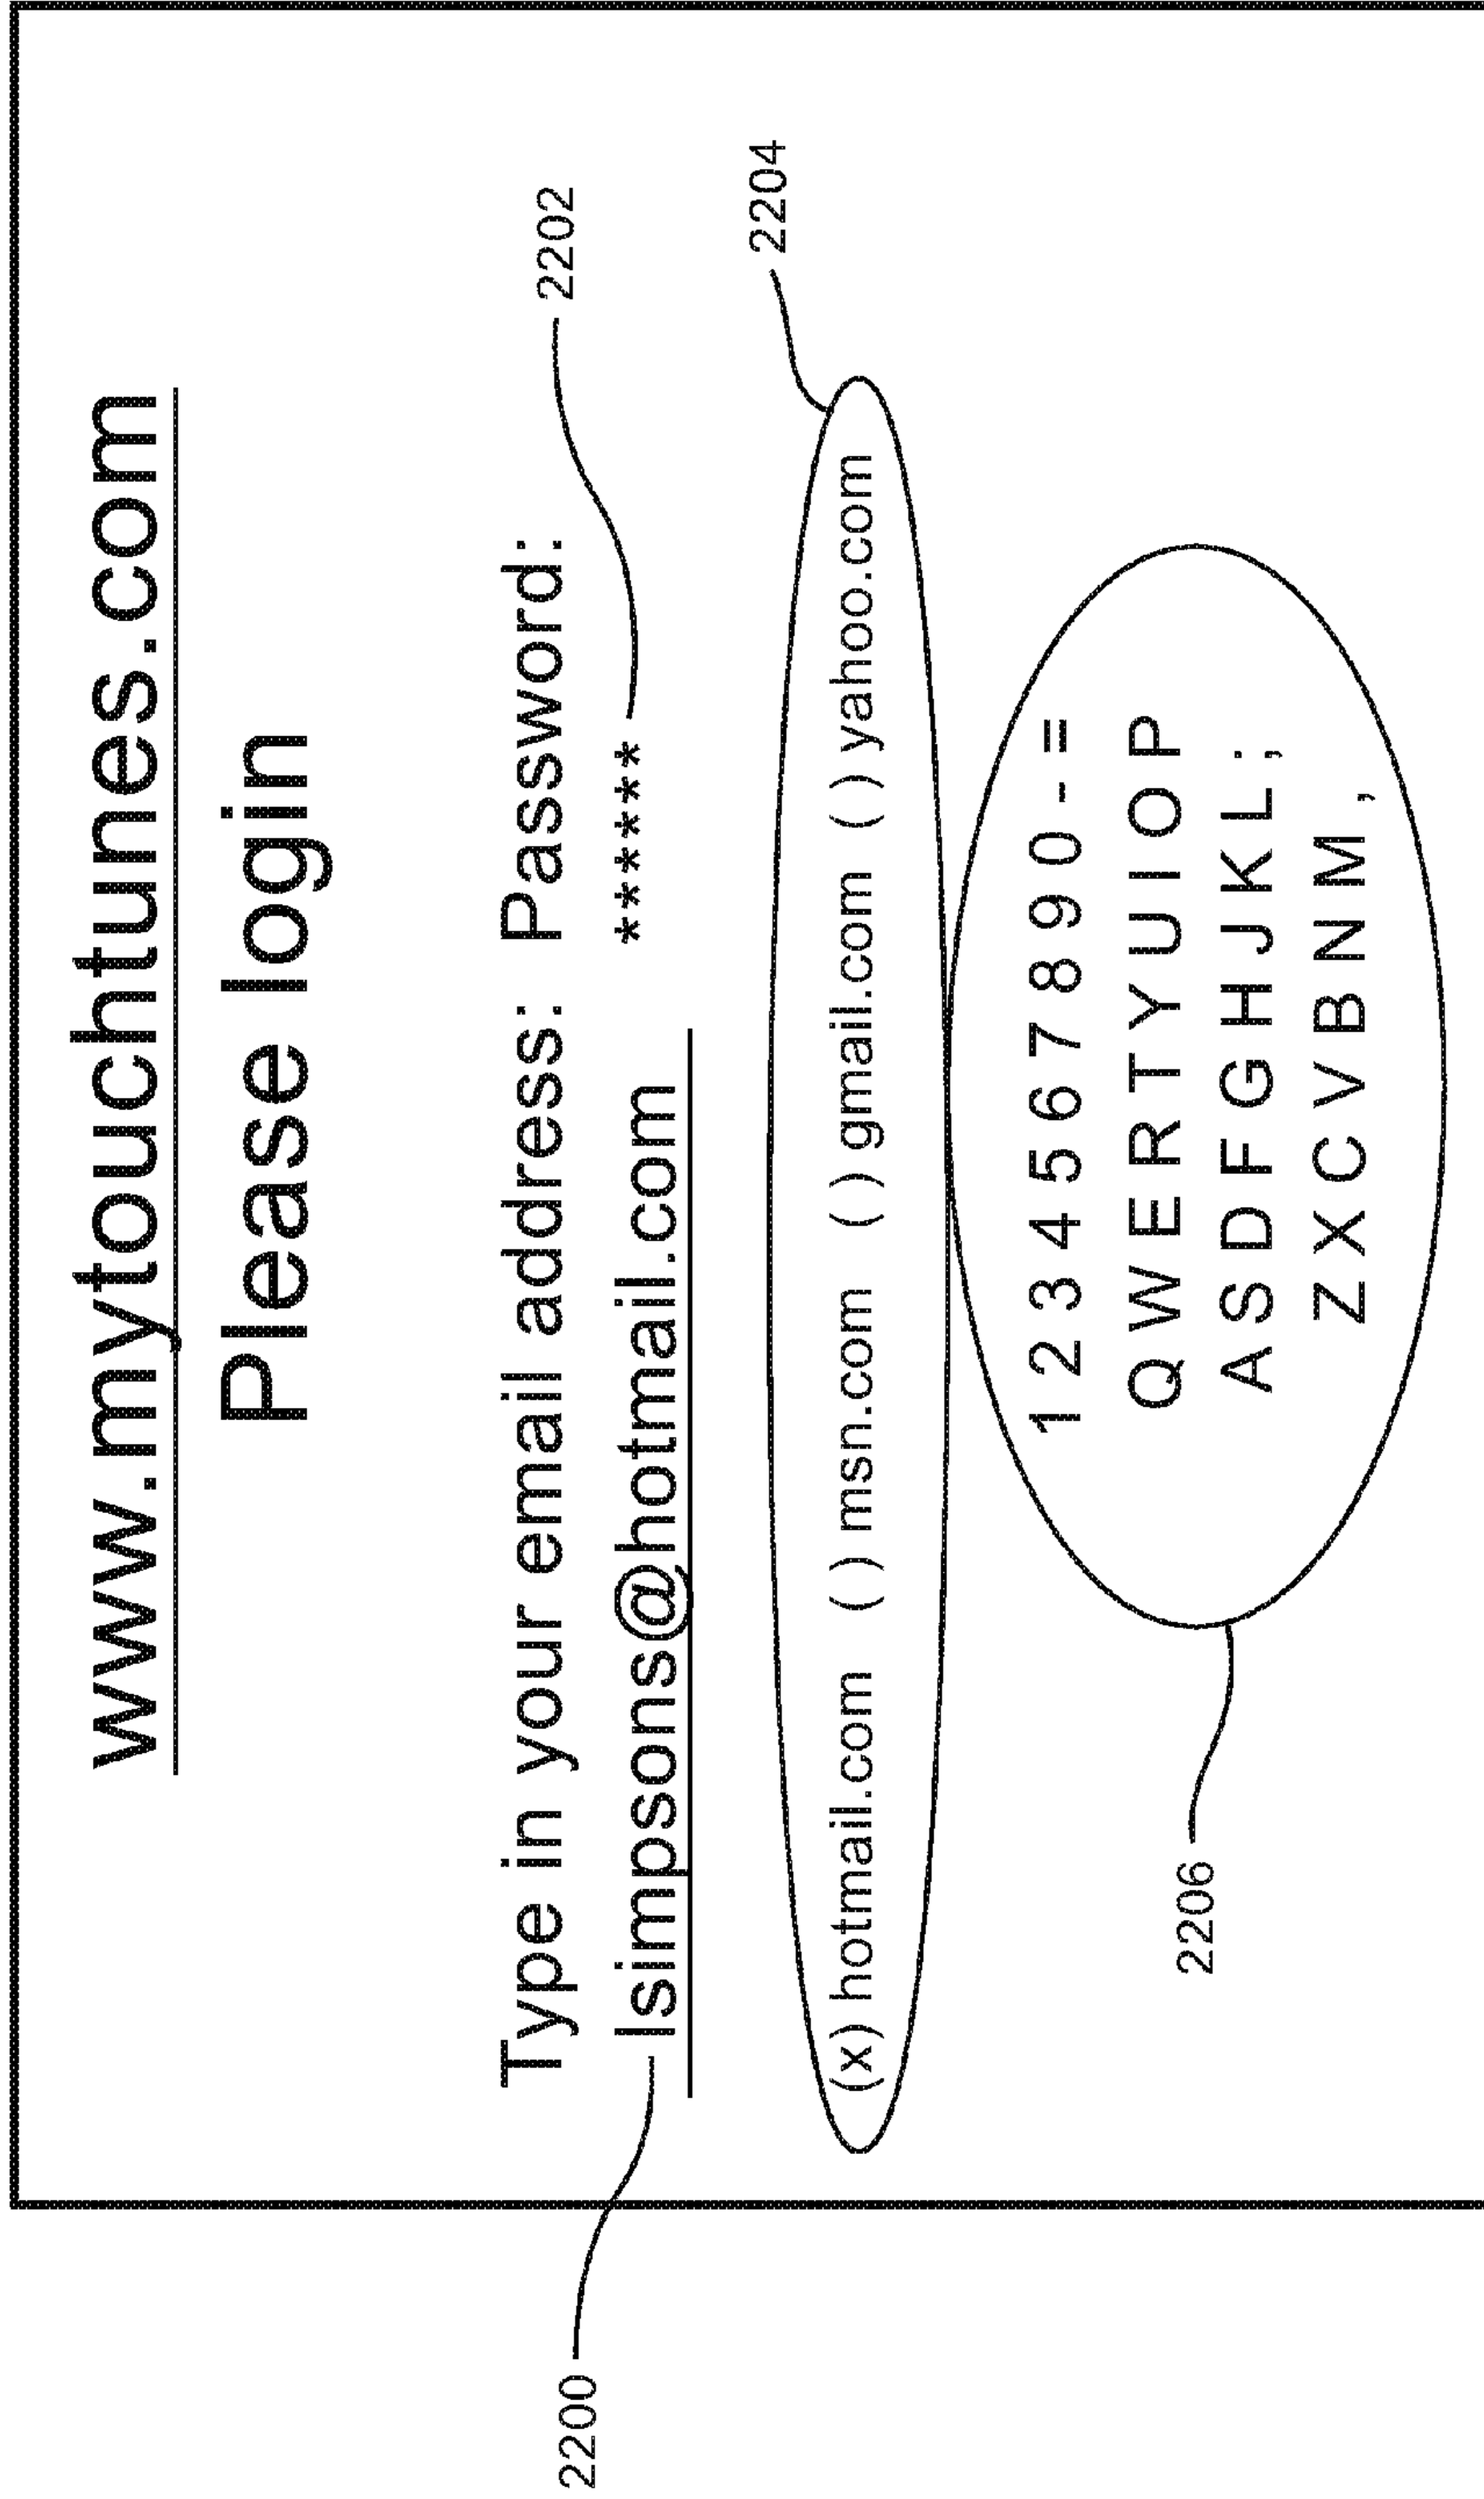 www.mytouchtunes.com
Please login
2202
Type in your email address: Password:
2200
lsimpsons@hotmail.com ******
2204
(x) hotmail.com ( ) msn.com ( ) gmail.com ( ) yahoo.com
1 2 3 4 5 6 7 8 9 0 - =
Q W E R T Y U I O P
2206
A S D F G H J K L ;
Z X C V B N M ,